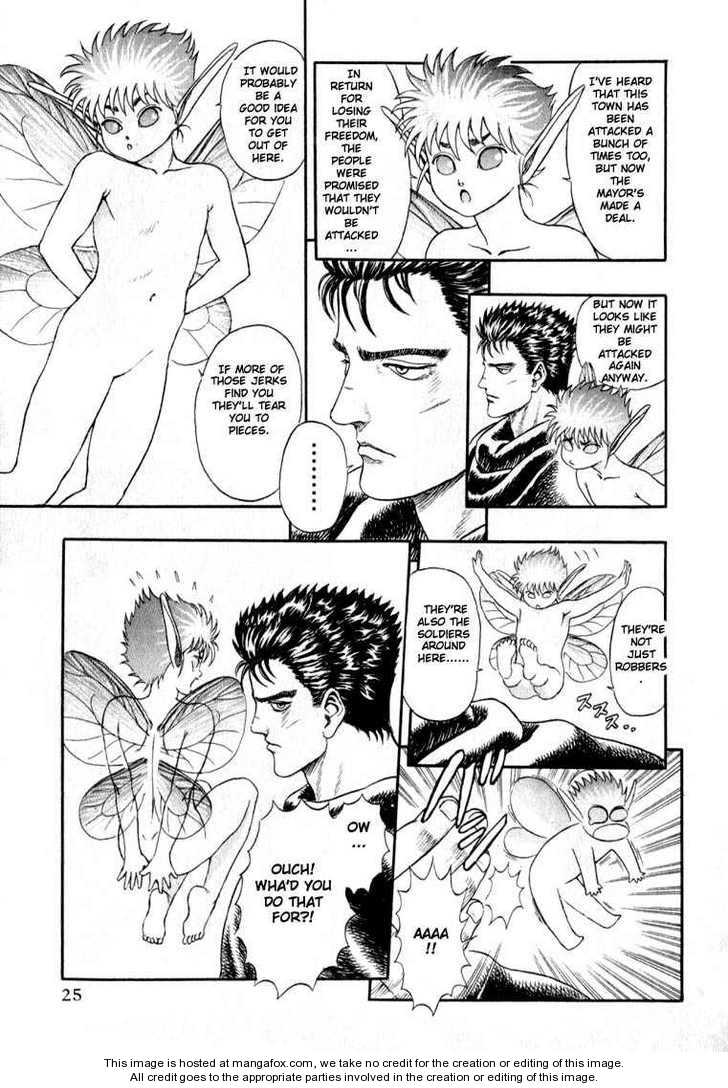 I'VE HEARD
THAT THIS
TOWN HAS
BEEN
ATTACKED
A BUNCH
OF
TIMES TOO,
BUT NOW
THE
MAYOR'S
MADE A
DEAL.
IN
RETURN
FOR
LOSING
THEIR
FREEDOM,
THE
PEOPLE
WERE
PROMISED
THAT THEY
WOULDN'T
BE
ATTACKED
...
IT WOULD
PROBABLY
BE A
GOOD IDEA
FOR YOU
TO GET
OUT OF
HERE.
BUT NOW IT
LOOKS LIKE
THEY MIGHT
BE
ATTACKED
AGAIN
ANYWAY.
.......
IF MORE OF
THOSE JERKS
FIND YOU
THEY'LL TEAR
YOU TO
PIECES.
THEY'RE
NOT
JUST
ROBBERS
THEY'RE
ALSO THE
SOLDIERS
AROUND
HERE......
ススス..
AAAA
!!
OW
...
OUCH!
WHA'D YOU
DO THAT
FOR?!
25
This image is hosted at mangafox.com, we take no credit for the creation or editing of this image.
All credit goes to the appropriate parties involved in the creation or editing of this image.